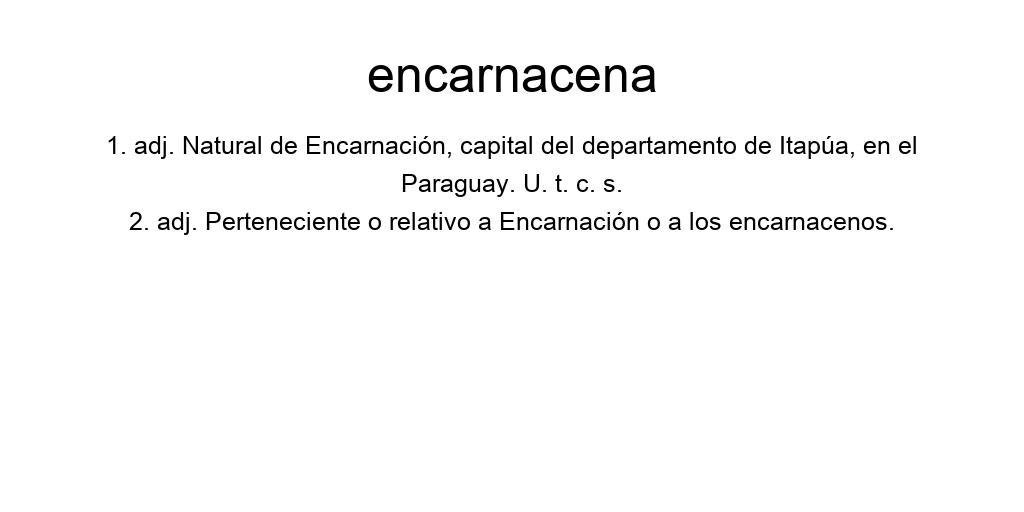 encarnacena
1. adj. Natural de Encarnación, capital del departamento de Itapúa, en el
Paraguay. U. t. c. s.
2. adj. Perteneciente o relativo a Encarnación o a los encarnacenos.